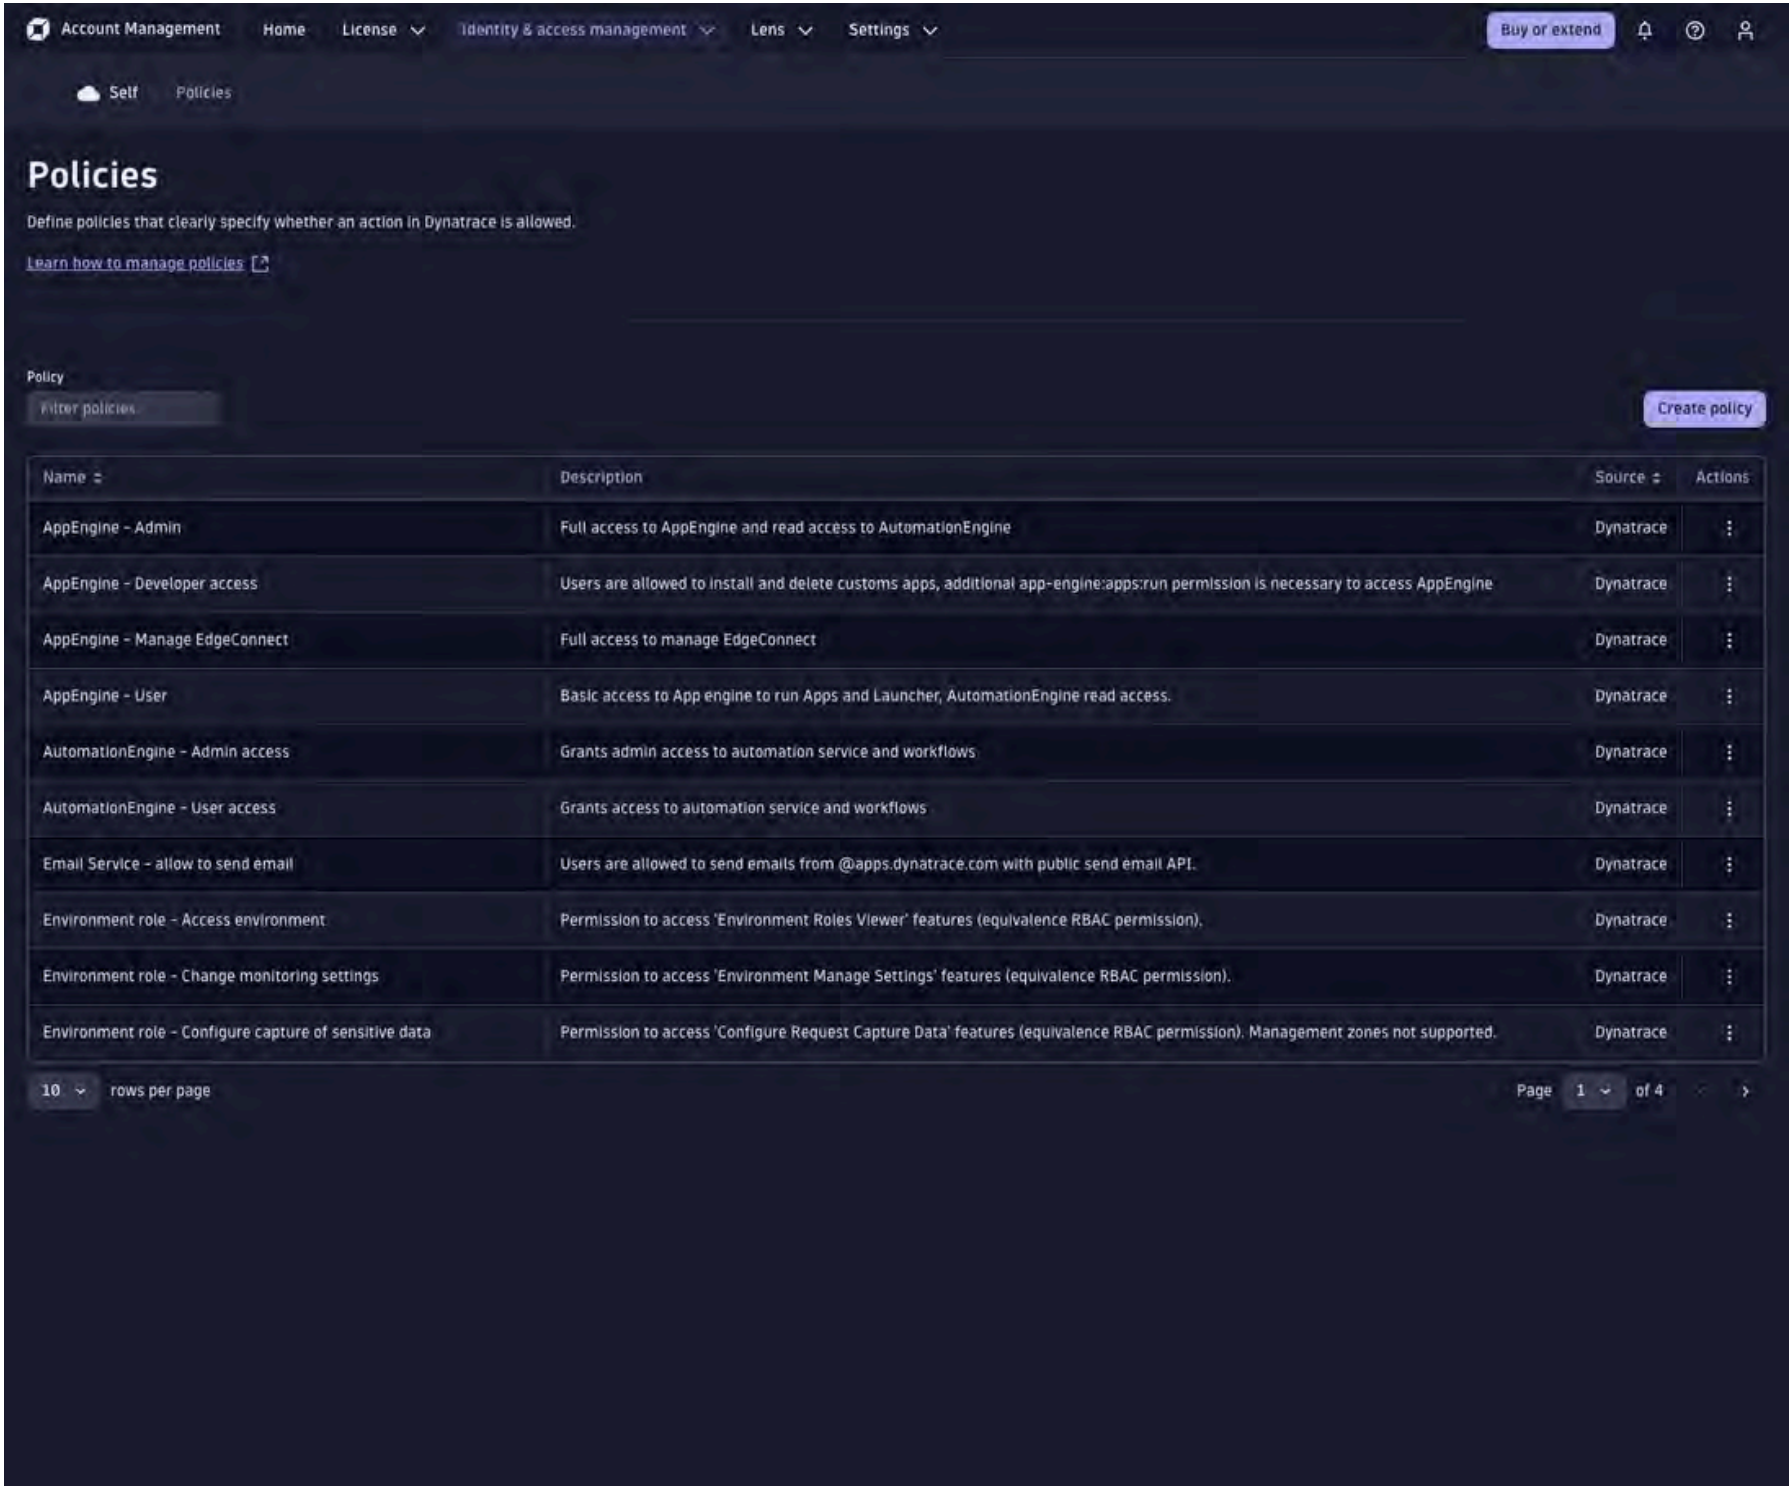 Account Management Home License Identity & access management Lens Settings Buy or extend
Self Policies
Policies
Define policies that clearly specify whether an action in Dynatrace is allowed.
Learn how to manage policies
Policy
Filter policies
Create policy
Name Description Source Actions
AppEngine - Admin Full access to AppEngine and read access to AutomationEngine Dynatrace
AppEngine - Developer access Users are allowed to install and delete customs apps, additional app-engine:apps:run permission is necessary to access AppEngine Dynatrace
AppEngine - Manage EdgeConnect Full access to manage EdgeConnect Dynatrace
AppEngine - User Basic access to App engine to run Apps and Launcher, AutomationEngine read access. Dynatrace
AutomationEngine - Admin access Grants admin access to automation service and workflows Dynatrace
AutomationEngine - User access Grants access to automation service and workflows Dynatrace
Email Service - allow to send email Users are allowed to send emails from @apps.dynatrace.com with public send email API. Dynatrace
Environment role - Access environment Permission to access 'Environment Roles Viewer' features (equivalence RBAC permission). Dynatrace
Environment role - Change monitoring settings Permission to access 'Environment Manage Settings' features (equivalence RBAC permission). Dynatrace
Environment role - Configure capture of sensitive data Permission to access 'Configure Request Capture Data' features (equivalence RBAC permission). Management zones not supported. Dynatrace
10 rows per page Page 1 of 4